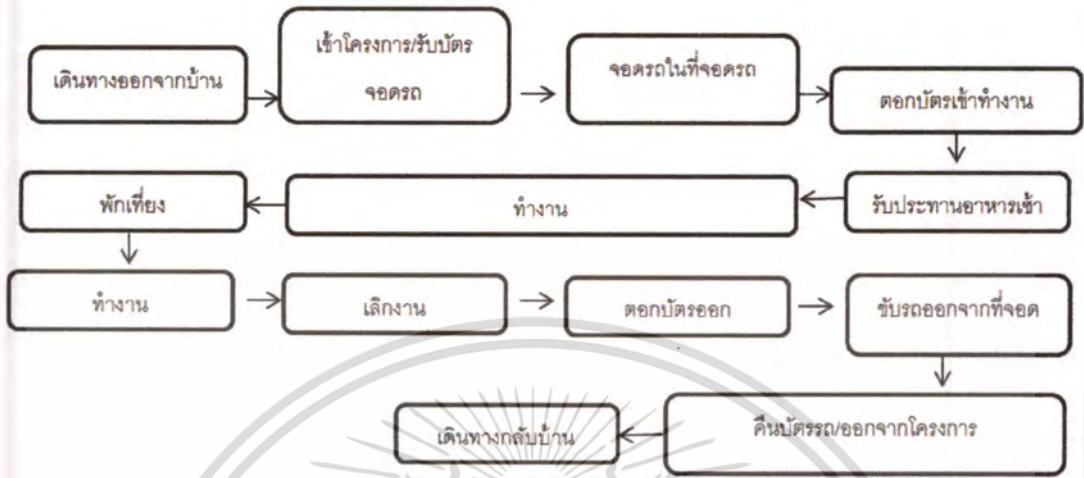 เดินทางออกจากบ้าน
เข้าโครงการ/รับบัตร
จอดรถ
จอดรถในที่จอดรถ
ตอกบัตรเข้าทำงาน
รับประทานอาหารเช้า
ทำงาน
พักเที่ยง
ทำงาน
เลิกงาน
ตอกบัตรออก
ขับรถออกจากที่จอด
คืนบัตรรถ/ออกจากโครงการ
เดินทางกลับบ้าน